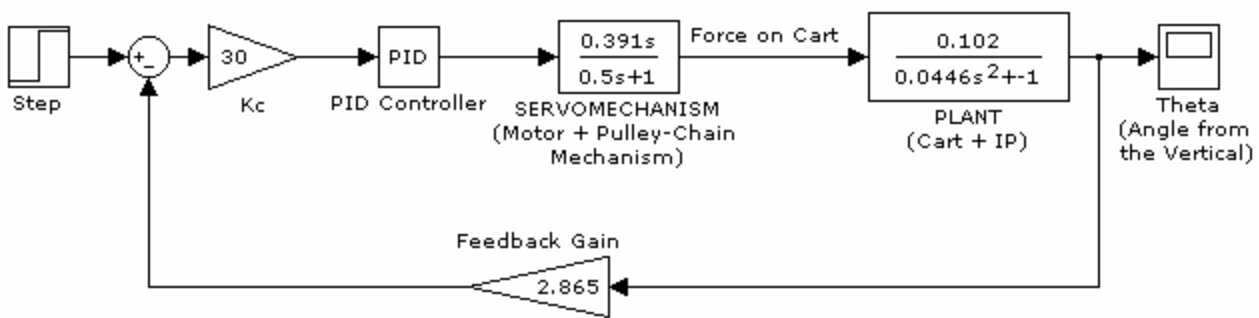 Step
+
-
30
Kc
PID
PID Controller
0.391s
0.5s+1
SERVOMECHANISM
(Motor + Pulley-Chain
Mechanism)
Force on Cart
0.102
0.0446s²+-1
PLANT
(Cart + IP)
Theta
(Angle from
the Vertical)
Feedback Gain
2.865